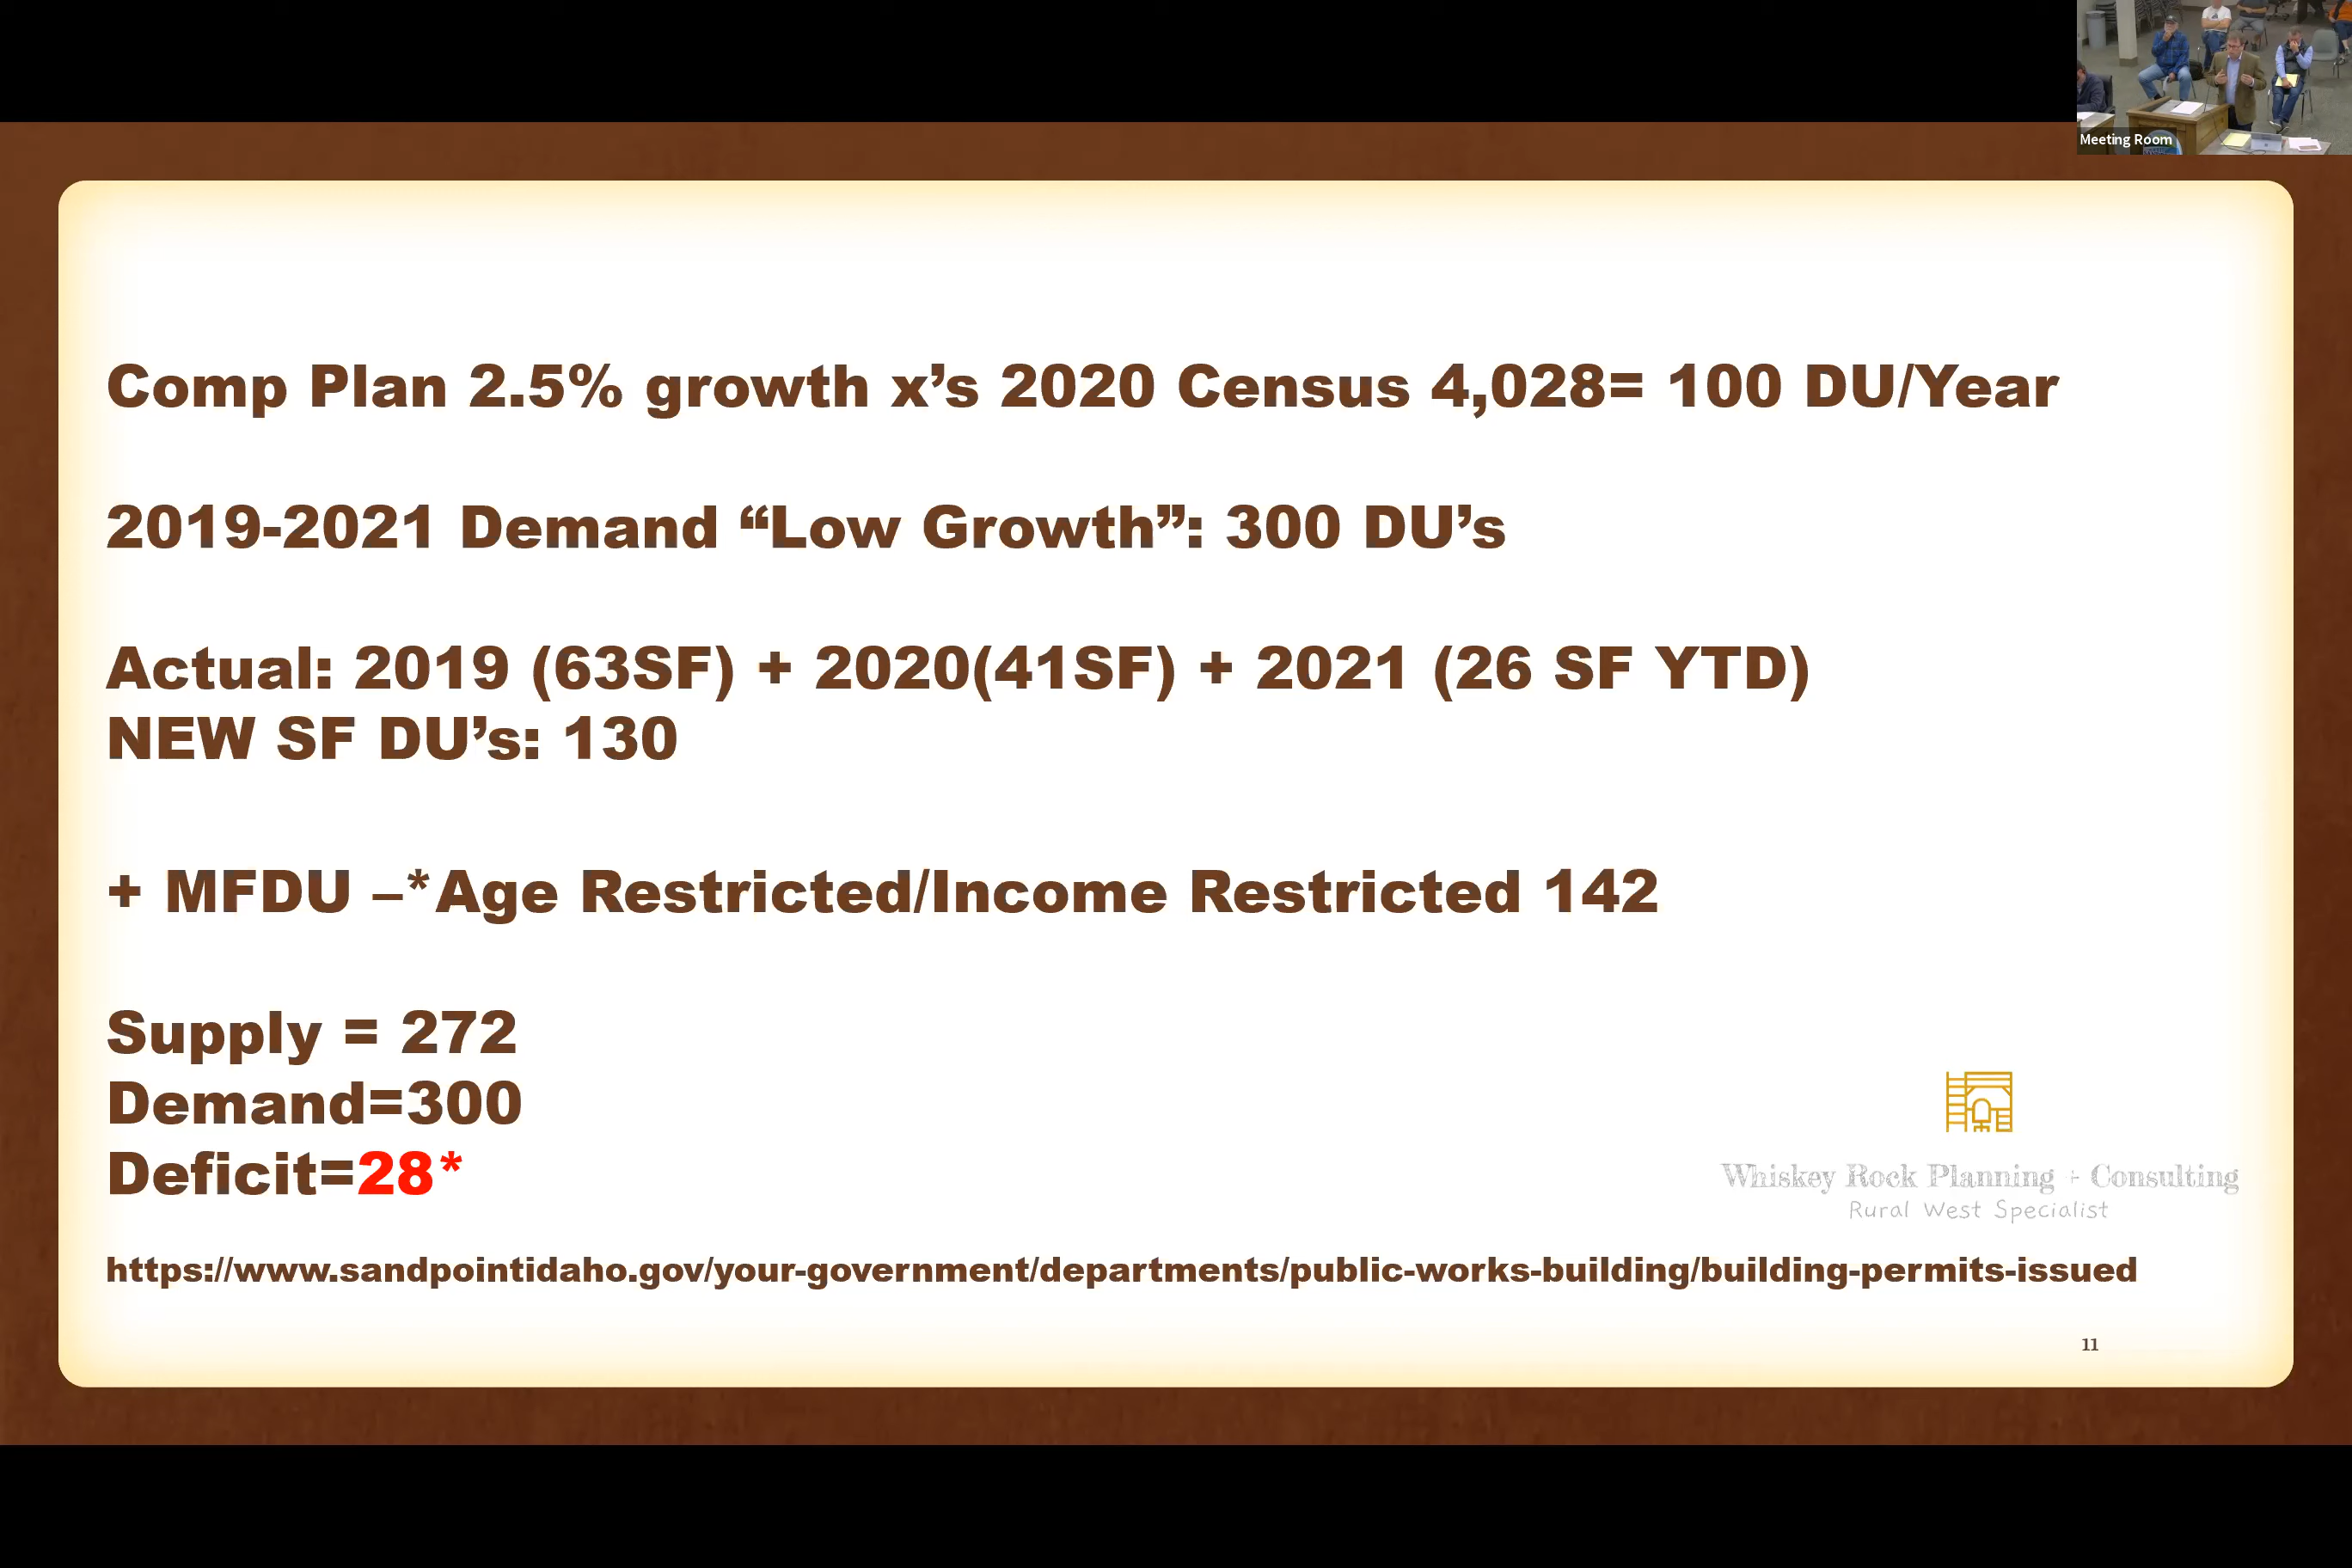 Meeting Room
Comp Plan 2.5% growth x’s 2020 Census 4,028= 100 DU/Year
2019-2021 Demand “Low Growth”: 300 DU’s
Actual: 2019 (63SF) + 2020(41SF) + 2021 (26 SF YTD)
NEW SF DU’s: 130
+ MFDU –*Age Restricted/Income Restricted 142
Supply = 272
Demand=300
Deficit=28*
Whiskey Rock Planning + Consulting
Rural West Specialist
https://www.sandpointidaho.gov/your-government/departments/public-works-building/building-permits-issued
11